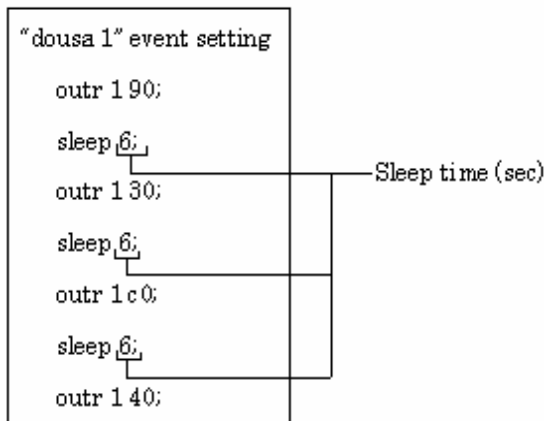 "dousa 1" event setting
outr 1 90;
sleep 6;
Sleep time (sec)
outr 1 30;
sleep 6;
outr 1 c0;
sleep 6;
outr 1 40;